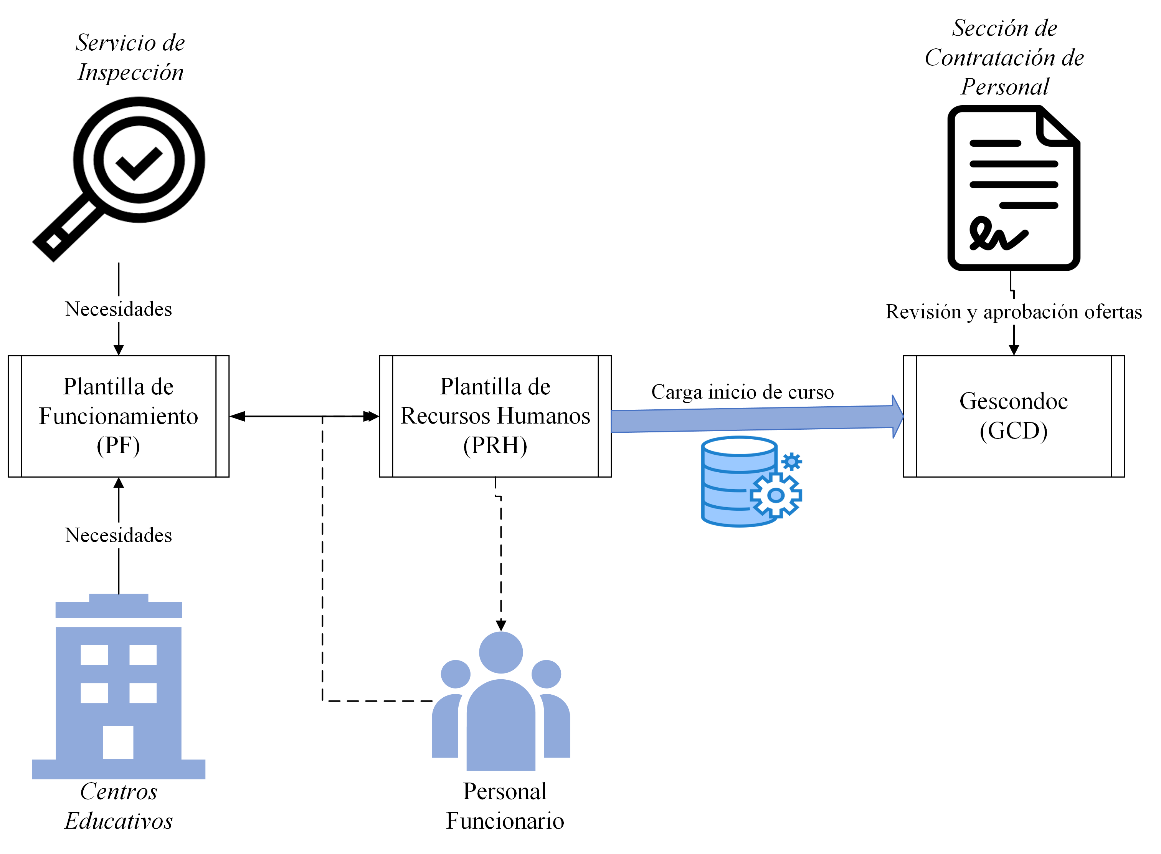 Servicio de
Inspección
Sección de
Contratación de
Personal
Necesidades
Revisión y aprobación ofertas
Plantilla de
Funcionamiento
(PF)
Plantilla de
Recursos Humanos
(PRH)
Carga inicio de curso
Gescondoc
(GCD)
Necesidades
Centros
Educativos
Personal
Funcionario